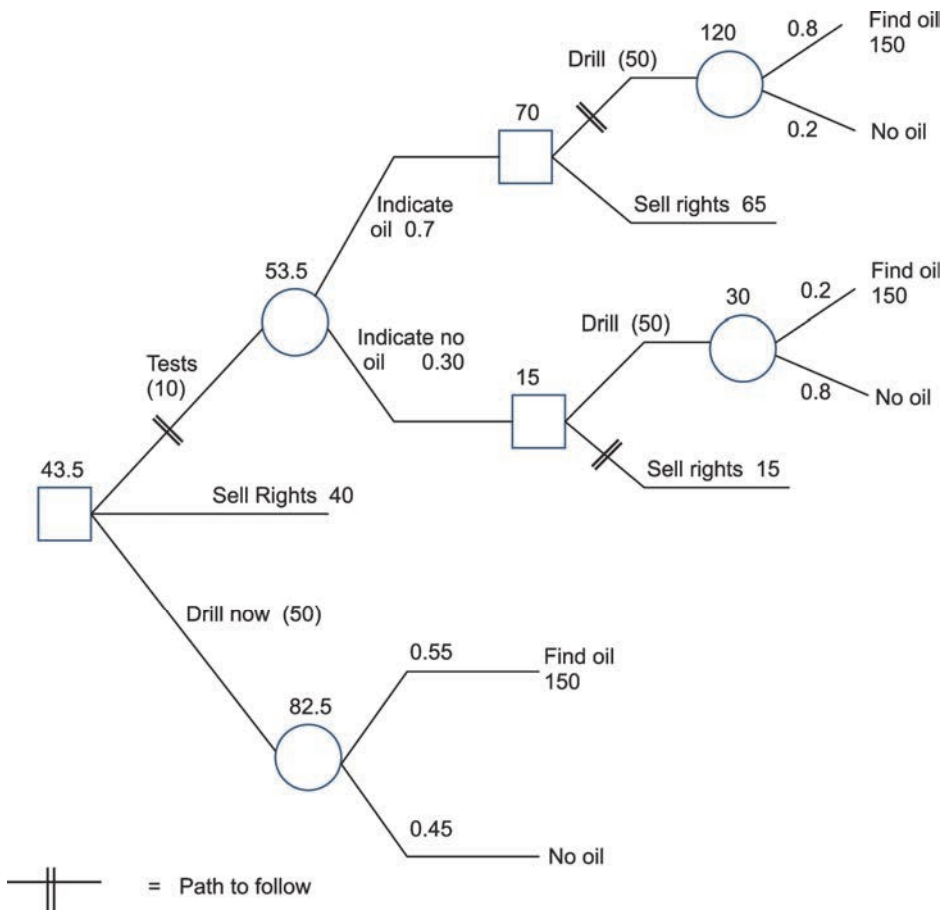 120
0.8
Find oil
150
Drill (50)
0.2
No oil
70
Sell rights 65
Indicate
oil 0.7
53.5
Indicate no
oil 0.30
Drill (50)
30
0.2
Find oil
150
0.8
No oil
15
Sell rights 15
Tests
(10)
43.5
Sell Rights 40
Drill now (50)
82.5
0.55
Find oil
150
0.45
No oil
= Path to follow